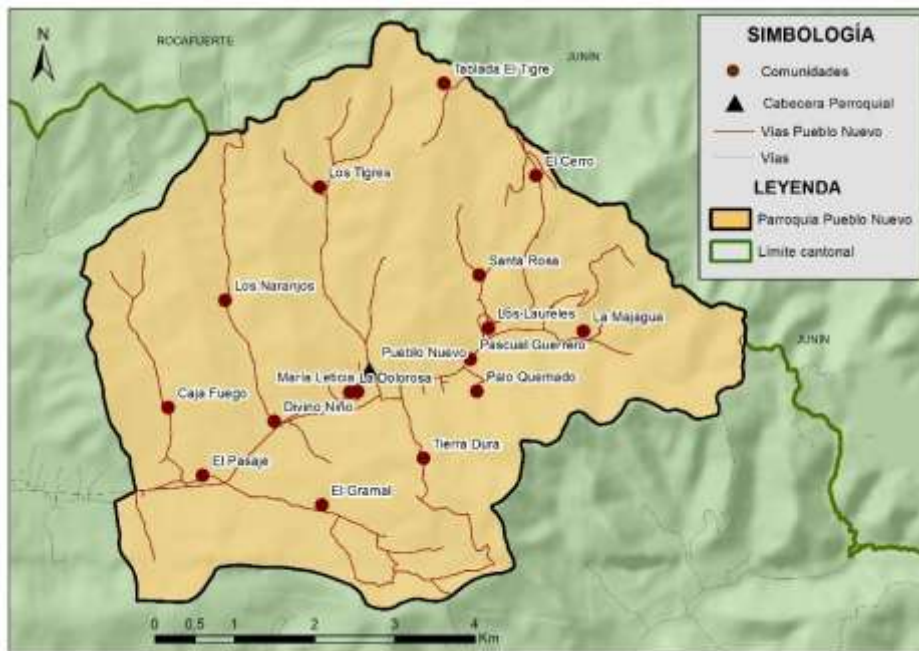 N
ROCAFUERTE
JUNÍN
Tablada El Tigre
El Cerro
Los Tigres
Santa Rosa
Los Naranjos
Los Laureles
La Majagua
Pueblo Nuevo
Pascual Guerrero
María Leticia
La Dolorosa
Palo Quemado
Caja Fuego
Divino Niño
Tierra Dura
El Pasaje
El Gramal
JUNÍN
0 0.5 1 2 3 4
Km
SIMBOLOGÍA
Comunidades
Cabecera Parroquial
Vías Pueblo Nuevo
Vías
LEYENDA
Parroquia Pueblo Nuevo
Límite cantonal